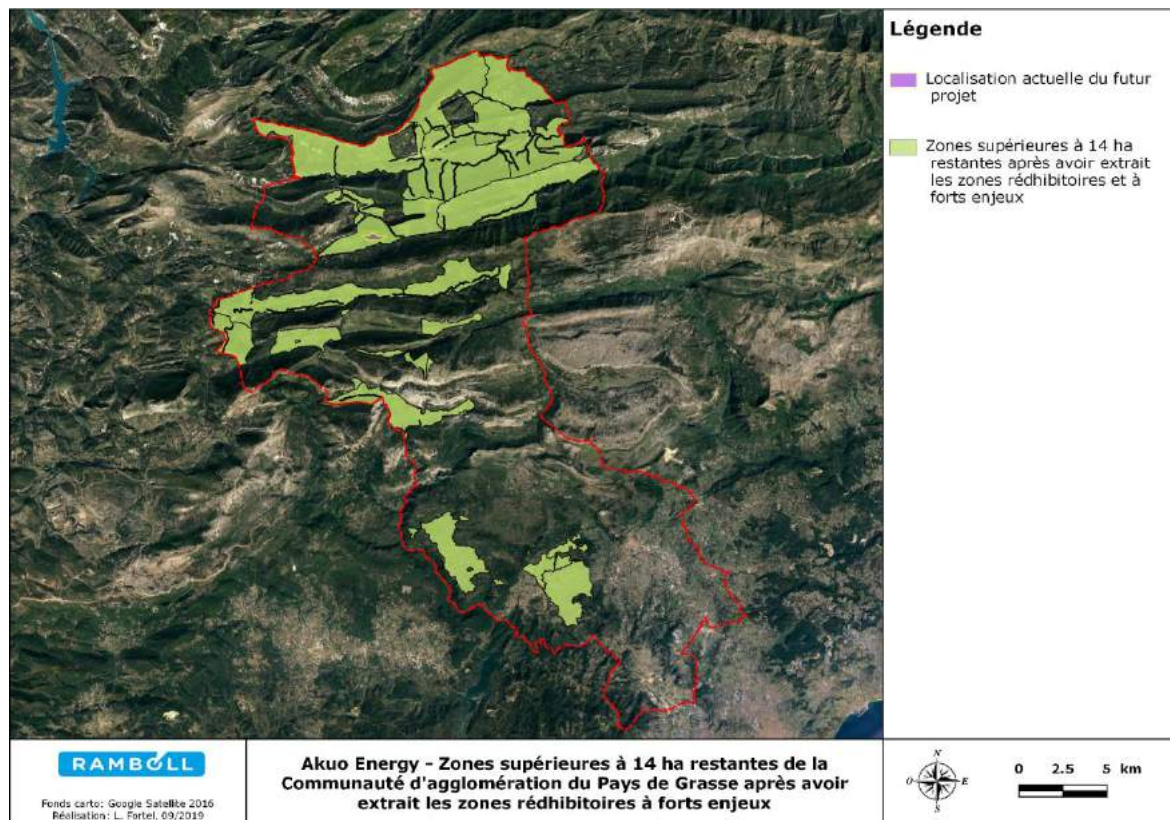 Légende
Localisation actuelle du futur
projet
Zones supérieures à 14 ha
restantes après avoir extrait
les zones rédhibitoires et à
forts enjeux
RAMBOLL
Fonds carto: Google Satellite 2016
Réalisation: L. Fortel, 09/2019
Akuo Energy - Zones supérieures à 14 ha restantes de la
Communauté d'agglomération du Pays de Grasse après avoir
extrait les zones rédhibitoires à forts enjeux
N
O
E
S
0 2.5 5 km